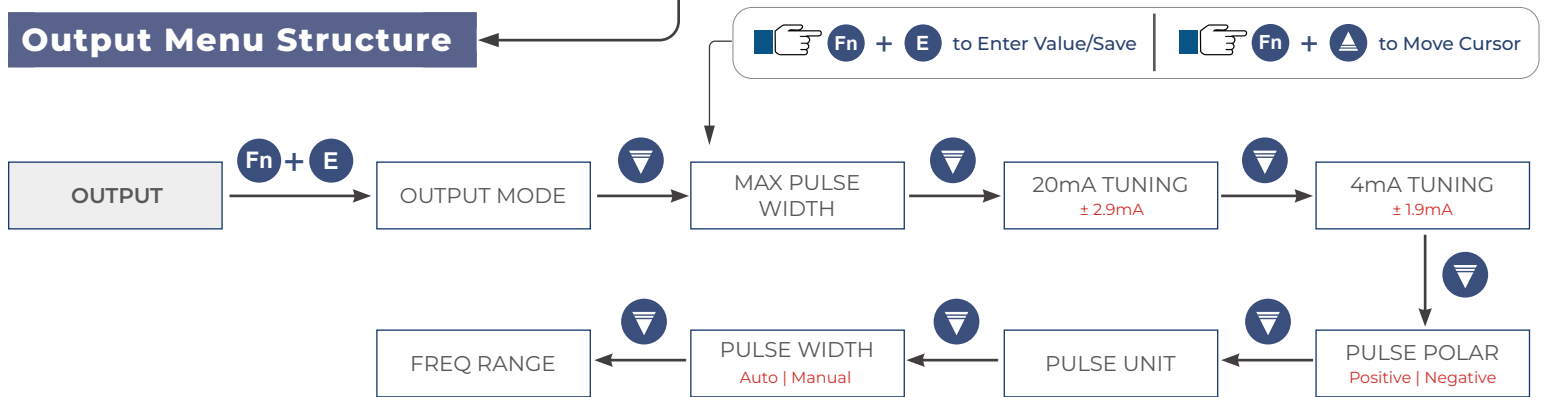 Output Menu Structure
Fn + E to Enter Value/Save
Fn + to Move Cursor
OUTPUT
Fn + E
OUTPUT MODE
MAX PULSE
WIDTH
20mA TUNING
± 2.9mA
4mA TUNING
± 1.9mA
PULSE POLAR
Positive | Negative
PULSE UNIT
PULSE WIDTH
Auto | Manual
FREQ RANGE